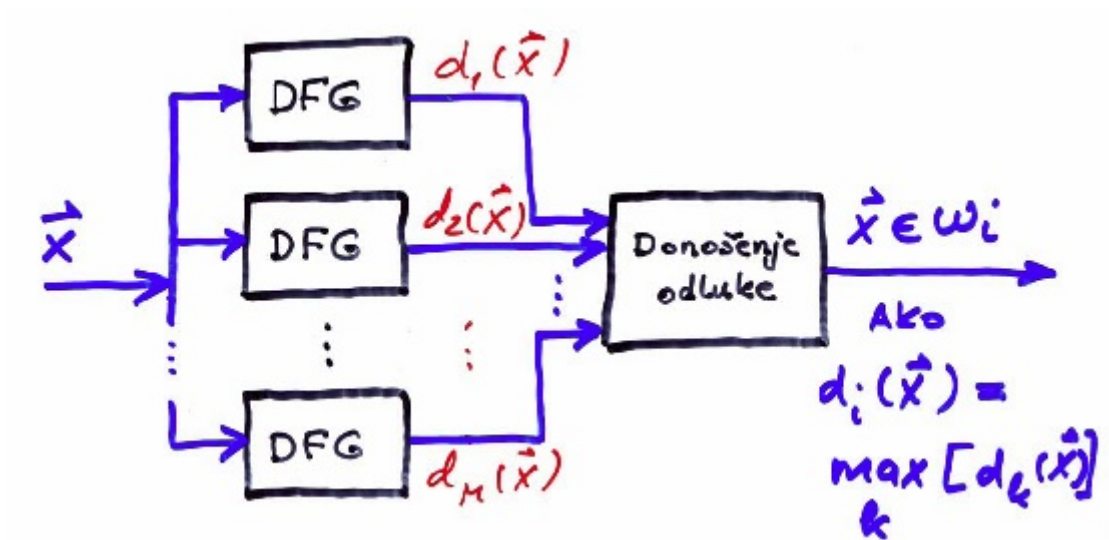 DFG
d₁(x⃗)
DFG
d₂(x⃗)
x⃗
Donošenje
odluke
x⃗ ∈ ωi
...
⋮
⋮
⋮
AKO
di(x⃗) =
DFG
dM(x⃗)
max [dk(x⃗)]
k